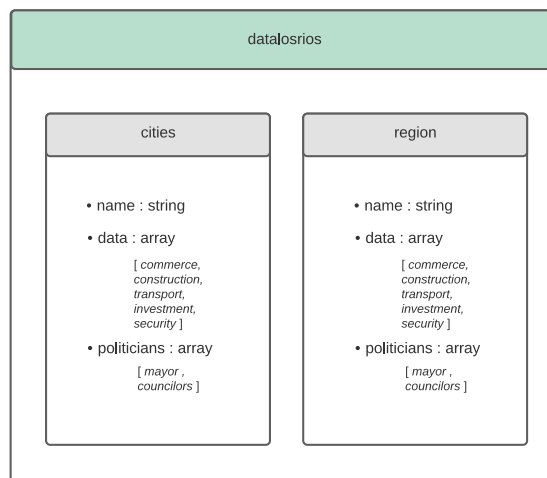 datalosrios
cities
• name : string
• data : array
[ commerce,
construction,
transport,
investment,
security ]
• politicians : array
[ mayor ,
councilors ]
region
• name : string
• data : array
[ commerce,
construction,
transport,
investment,
security ]
• politicians : array
[ mayor ,
councilors ]